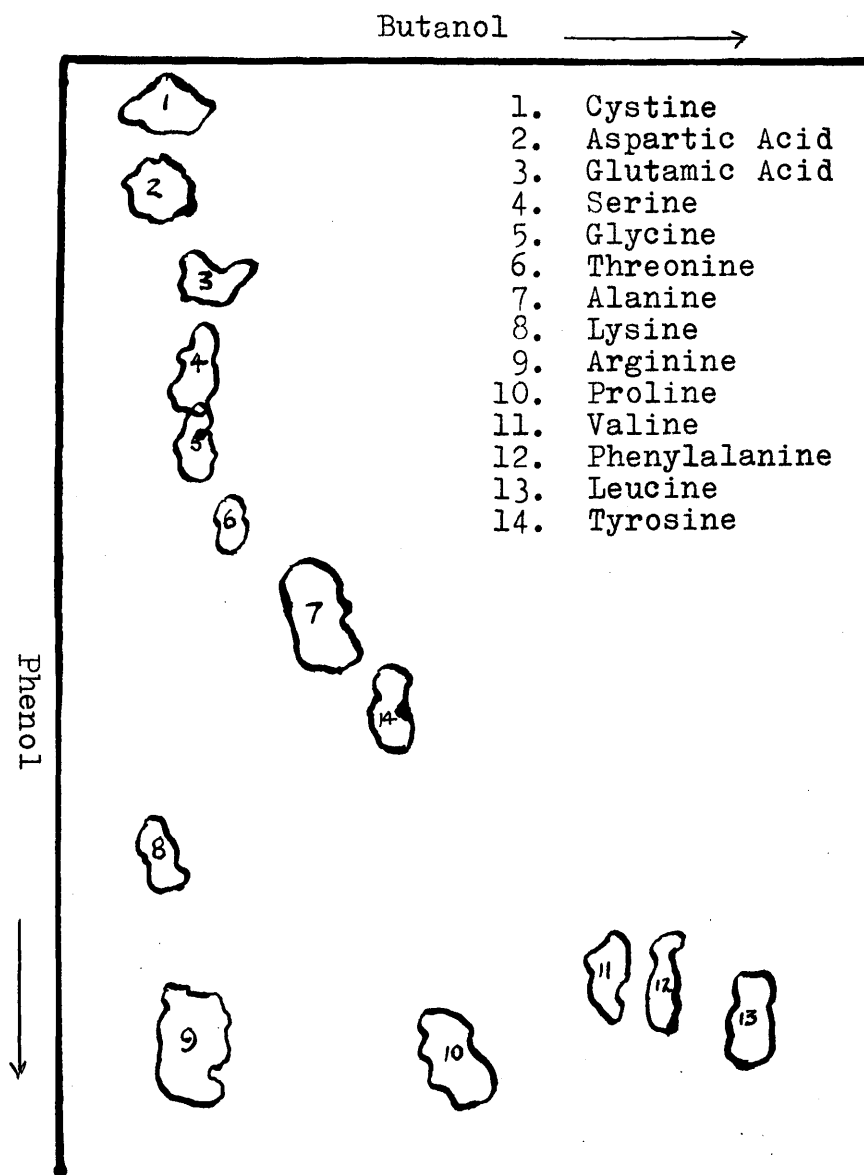 Butanol
1. Cystine
2. Aspartic Acid
3. Glutamic Acid
4. Serine
5. Glycine
6. Threonine
7. Alanine
8. Lysine
9. Arginine
10. Proline
11. Valine
12. Phenylalanine
13. Leucine
14. Tyrosine
Phenol
1
2
3
4
5
6
7
14
8
11
12
13
9
10